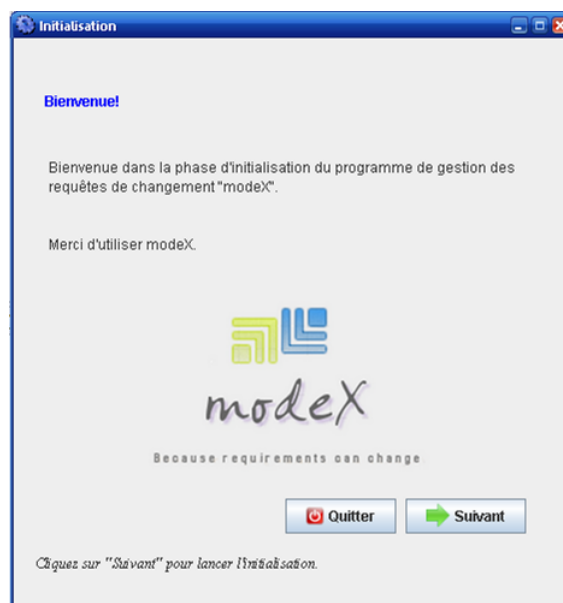 Initialisation
Bienvenue!
Bienvenue dans la phase d'initialisation du programme de gestion des
requêtes de changement "modeX".
Merci d'utiliser modeX.
modeX
Because requirements can change
Quitter
Suivant
Cliquez sur "Suivant" pour lancer l'initialisation.